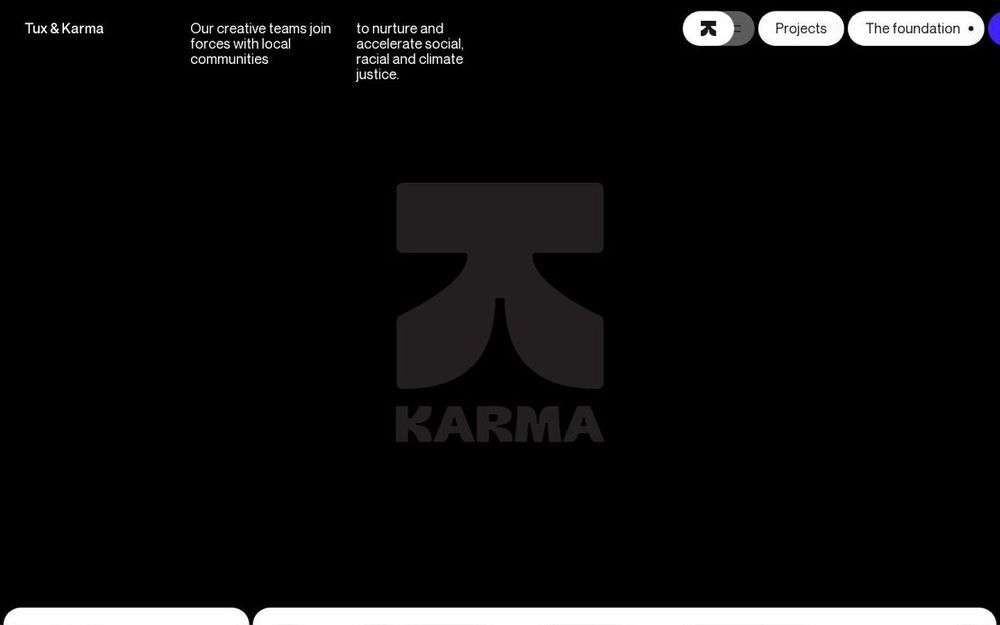 Tux & Karma
Our creative teams join
forces with local
communities
to nurture and
accelerate social,
racial and climate
justice.
Projects
The foundation
KARMA